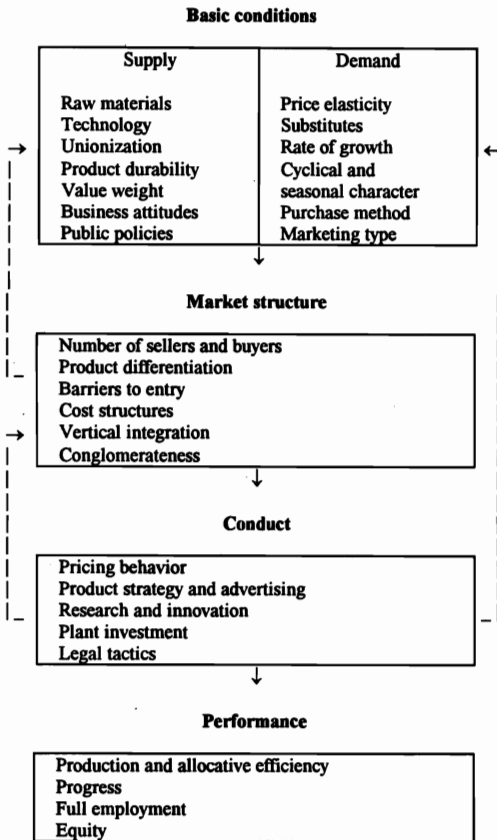 Basic conditions
Supply
Raw materials
Technology
Unionization
Product durability
Value weight
Business attitudes
Public policies
Demand
Price elasticity
Substitutes
Rate of growth
Cyclical and
seasonal character
Purchase method
Marketing type
Market structure
Number of sellers and buyers
Product differentiation
Barriers to entry
Cost structures
Vertical integration
Conglomerateness
Conduct
Pricing behavior
Product strategy and advertising
Research and innovation
Plant investment
Legal tactics
Performance
Production and allocative efficiency
Progress
Full employment
Equity